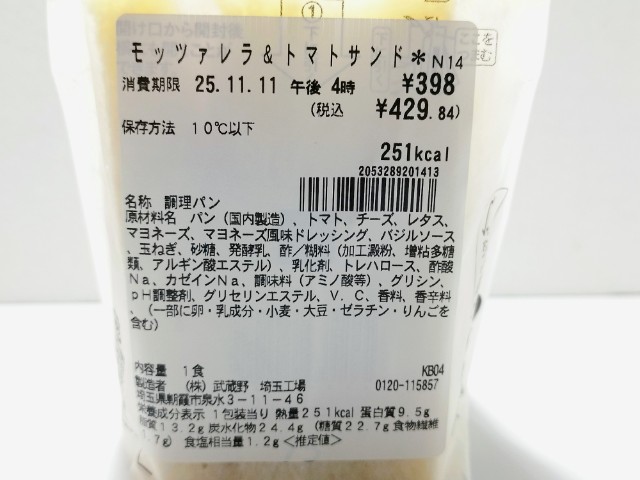 モッツァレラ&トマトサンド＊N14
消費期限 25.11.11 午後 4時 ¥398
(税込 ¥429.84)
保存方法 10℃以下
251kcal
2053289201413
名称 調理パン
原材料名 パン（国内製造）、トマト、チーズ、レタス、
マヨネーズ、マヨネーズ風味ドレッシング、バジルソース
、玉ねぎ、砂糖、発酵乳、酢／糊料（加工澱粉、増粘多糖
類、アルギン酸エステル）、乳化剤、トレハロース、酢酸
Na、カゼインNa、調味料（アミノ酸等）、グリシン、
pH調整剤、グリセリンエステル、V．C、香料、香辛料
、（一部に卵・乳成分・小麦・大豆・ゼラチン・りんごを
含む）
内容量 1食 KB04
製造者 （株）武蔵野 埼玉工場 0120-115857
埼玉県朝霞市泉水3－11－46
栄養成分表示 1包装当り 熱量251kcal 蛋白質9.5g
脂質13.2g 炭水化物24.4g（糖質22.7g 食物繊維
1.7g） 食塩相当量1.2g＜推定値＞
ここを
つまむ